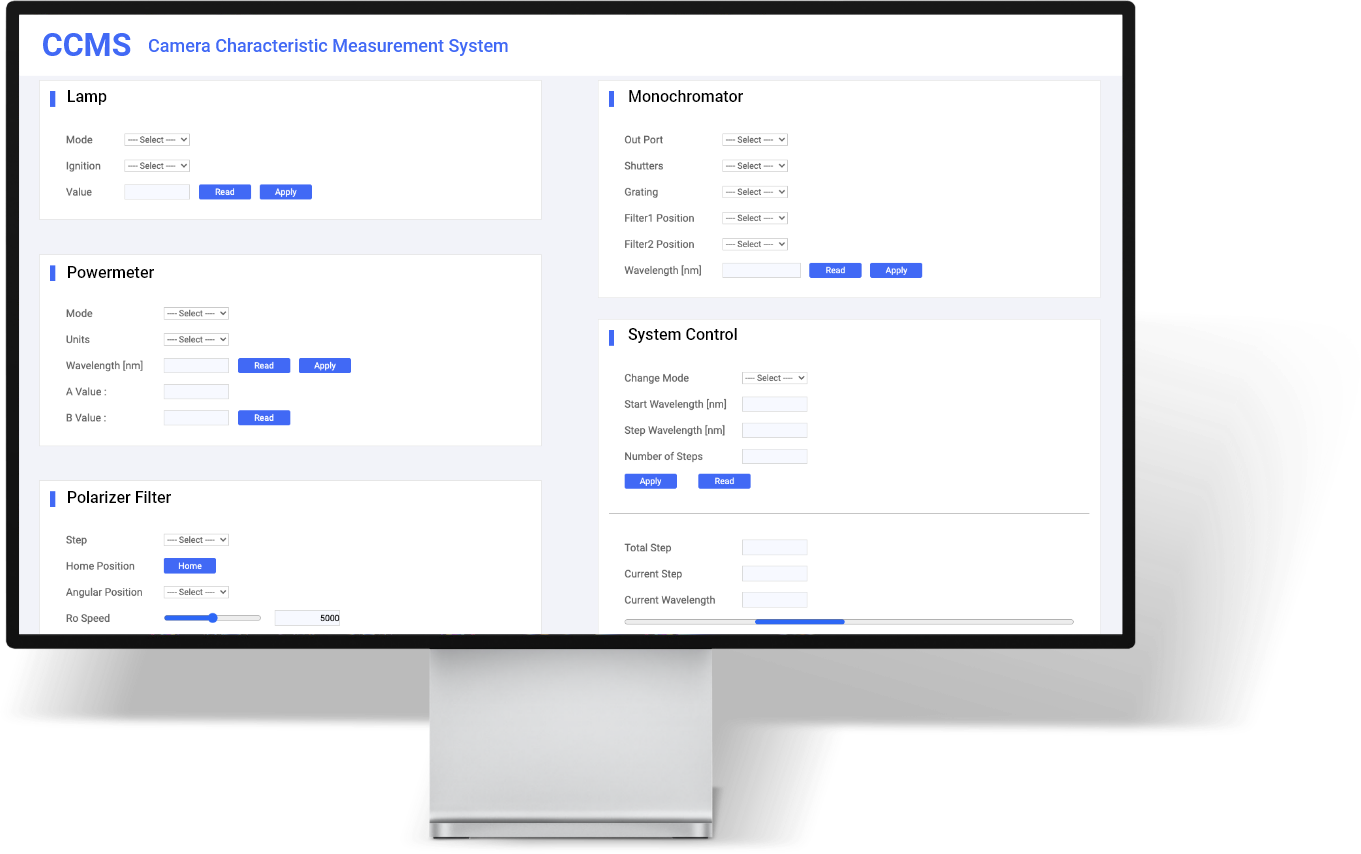 CCMS Camera Characteristic Measurement System
Lamp
Mode ---- Select ----
Ignition ---- Select ----
Value Read Apply
Powermeter
Mode ---- Select ----
Units ---- Select ----
Wavelength [nm] Read Apply
A Value :
B Value : Read
Polarizer Filter
Step ---- Select ----
Home Position Home
Angular Position ---- Select ----
Ro Speed 5000
Monochromator
Out Port ---- Select ----
Shutters ---- Select ----
Grating ---- Select ----
Filter1 Position ---- Select ----
Filter2 Position ---- Select ----
Wavelength [nm] Read Apply
System Control
Change Mode ---- Select ----
Start Wavelength [nm]
Step Wavelength [nm]
Number of Steps
Apply Read
Total Step
Current Step
Current Wavelength